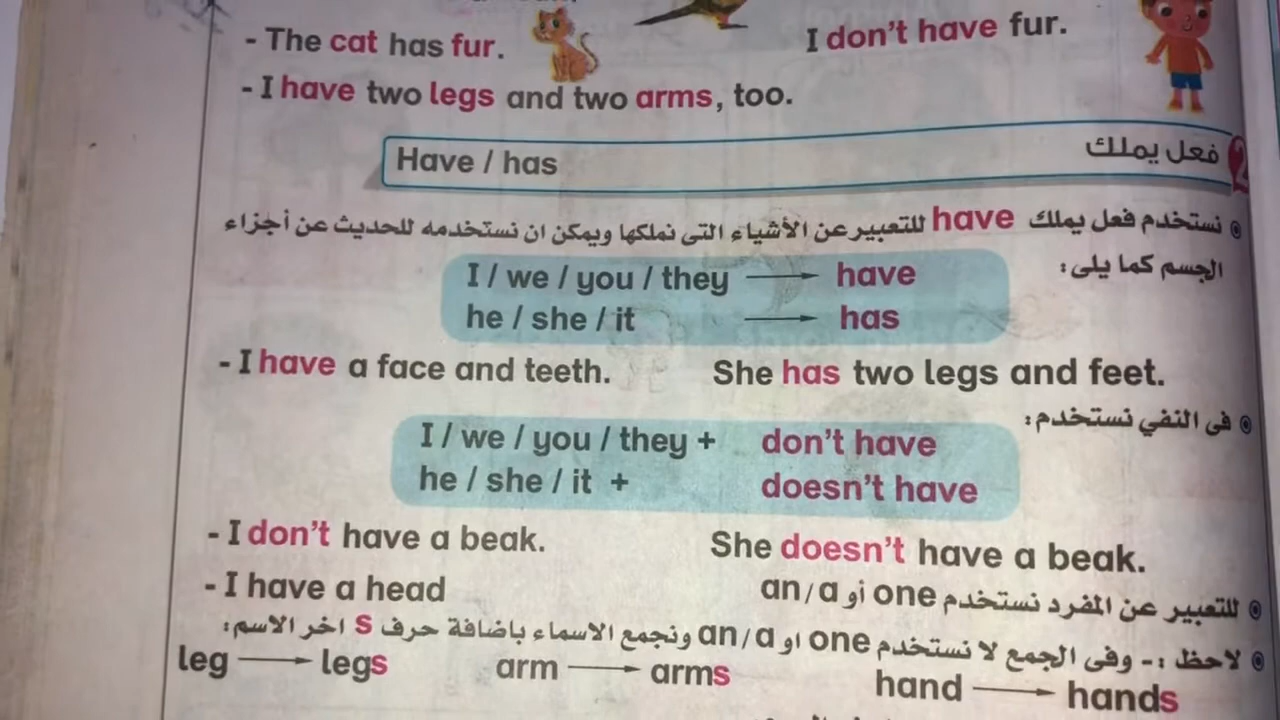 - The cat has fur. I don't have fur.
- I have two legs and two arms, too.
2 فعل يملك Have / has
نستخدم فعل يملك have للتعبير عن الأشياء التى نملكها ويمكن ان نستخدمه للحديث عن أجزاء
الجسم كما يلى:
I / we / you / they → have
he / she / it → has
- I have a face and teeth. She has two legs and feet.
فى النفي نستخدم:
I / we / you / they + don't have
he / she / it + doesn't have
- I don't have a beak. She doesn't have a beak.
للتعبير عن المفرد نستخدم one أو an / a - I have a head
لاحظ :- وفى الجمع لا نستخدم one او an / a ونجمع الاسماء باضافة حرف s اخر الاسم:
leg → legs arm → arms hand → hands